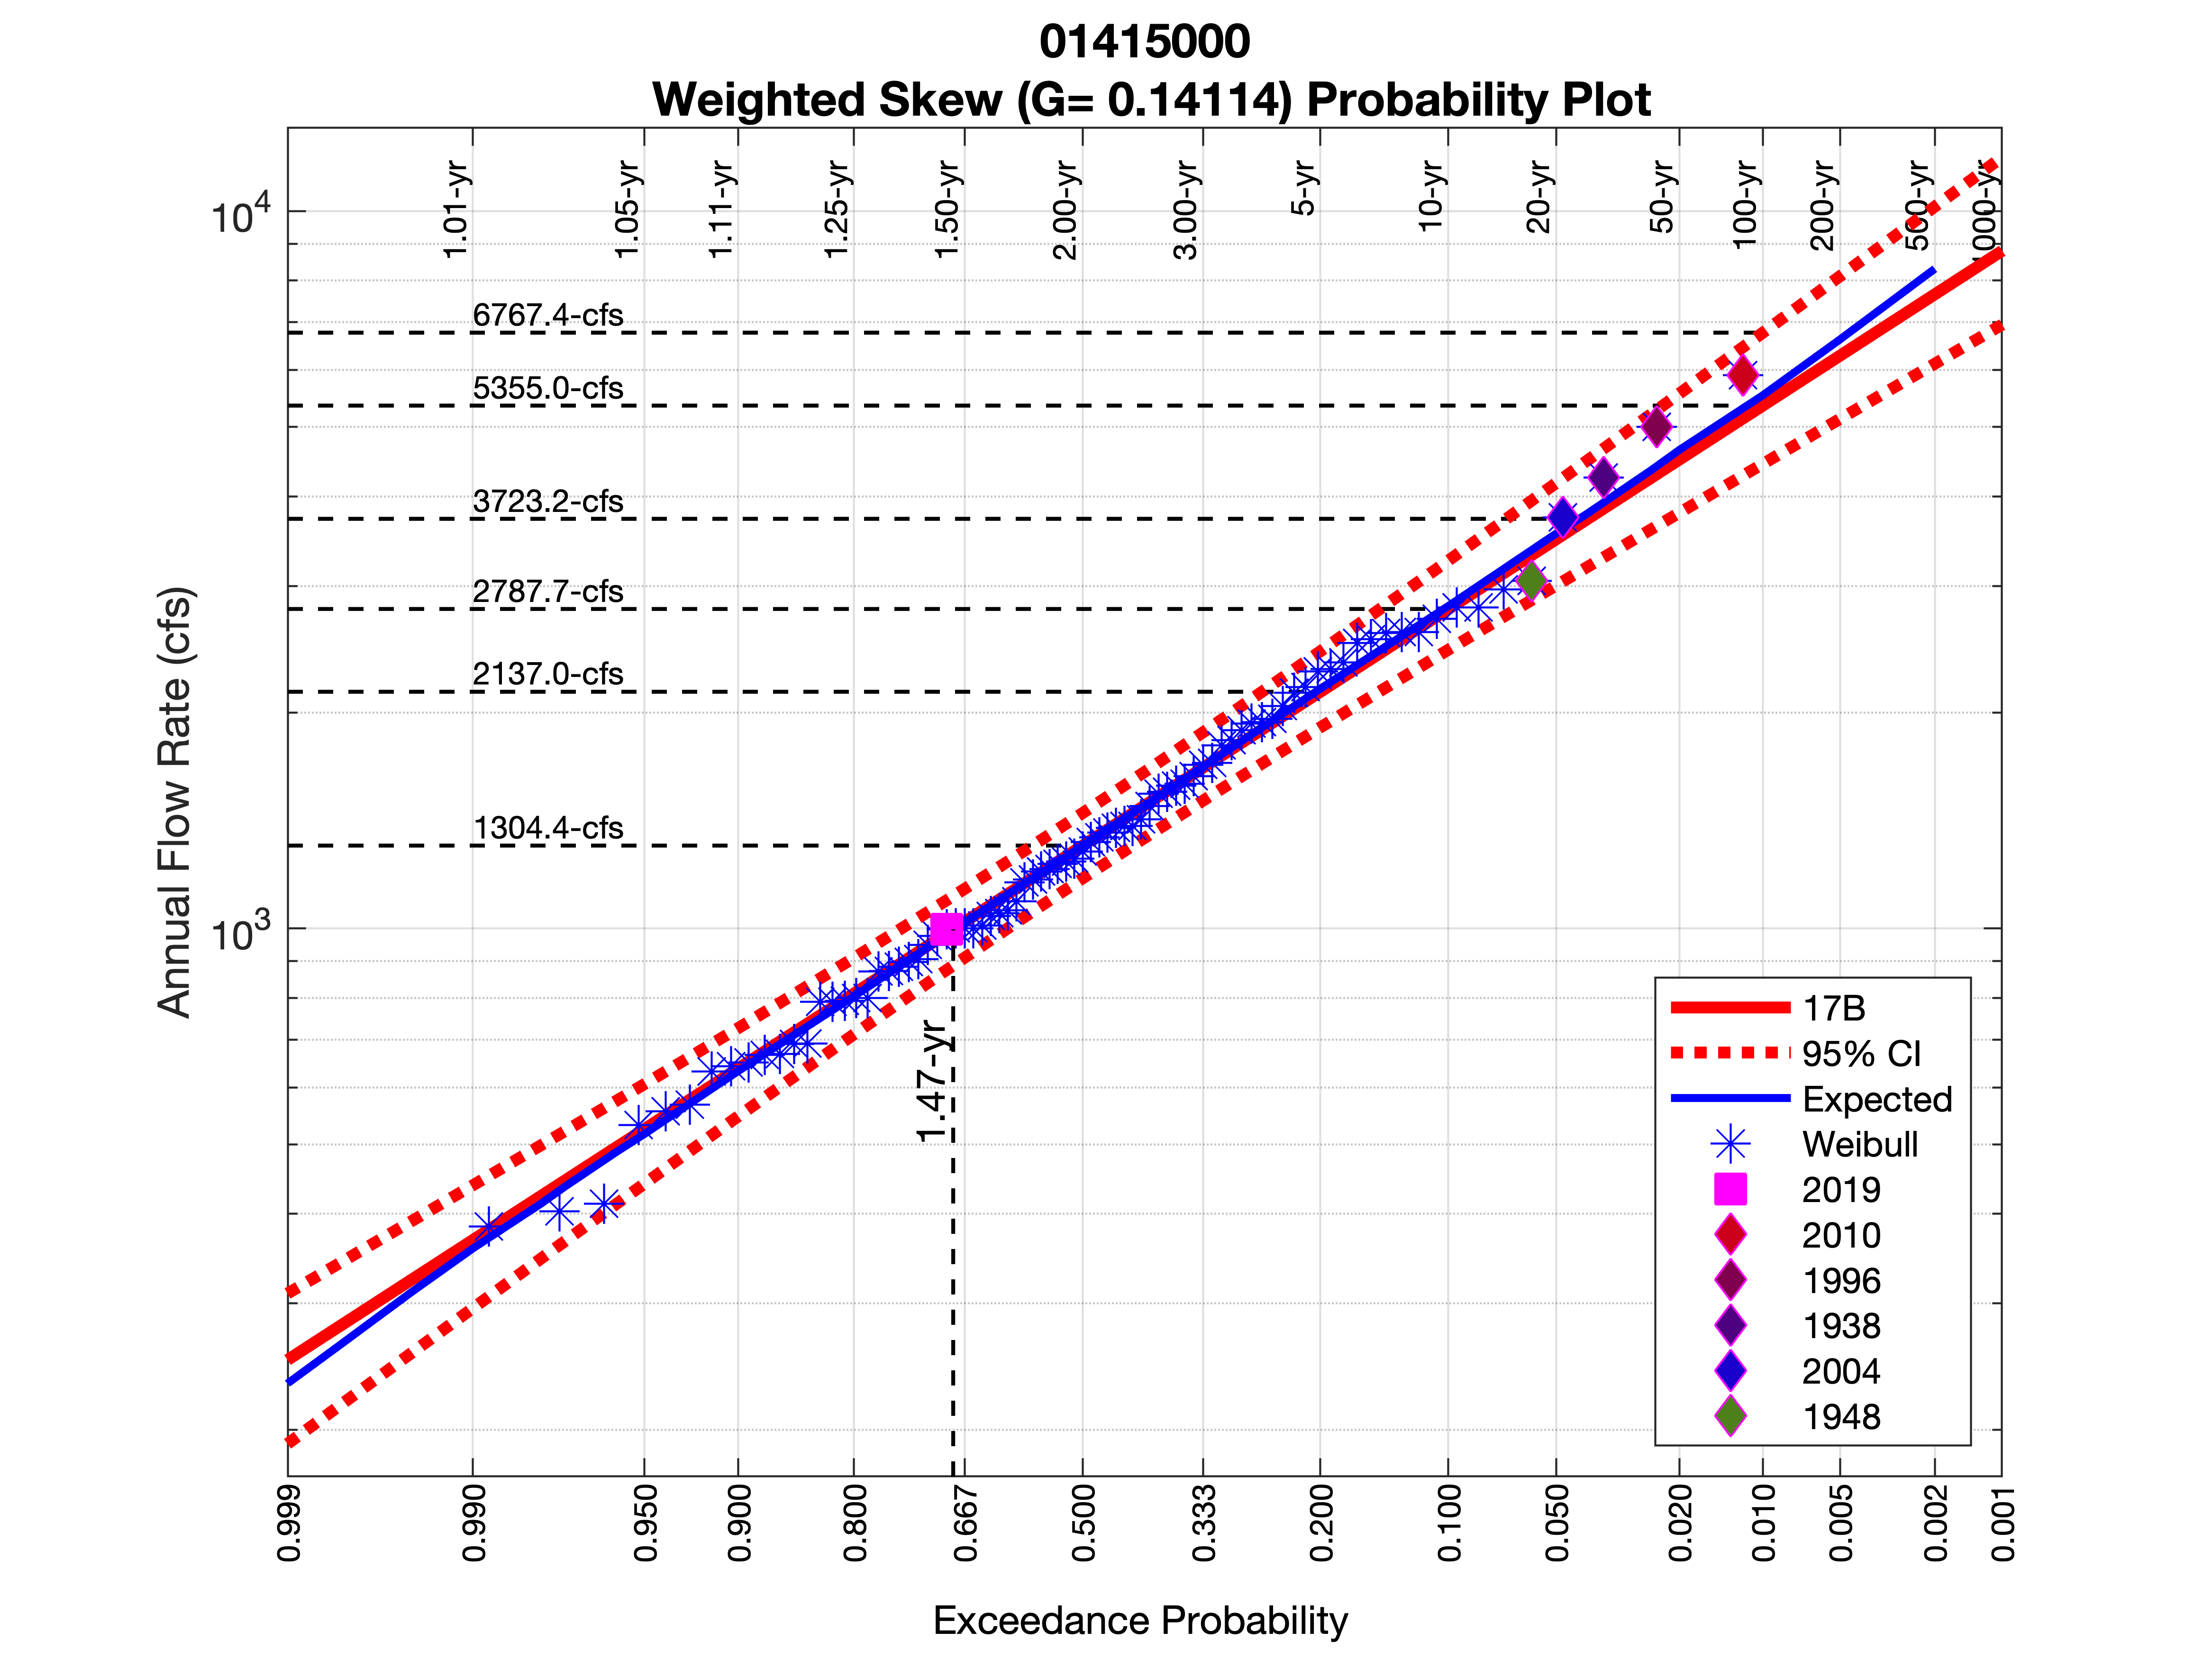 01415000
Weighted Skew (G= 0.14114) Probability Plot
1.01-yr
1.05-yr
1.11-yr
1.25-yr
1.50-yr
2.00-yr
3.00-yr
5-yr
10-yr
20-yr
50-yr
100-yr
200-yr
500-yr
1000-yr
10^4
10^3
Annual Flow Rate (cfs)
6767.4-cfs
5355.0-cfs
3723.2-cfs
2787.7-cfs
2137.0-cfs
1304.4-cfs
1.47-yr
17B
95% CI
Expected
Weibull
2019
2010
1996
1938
2004
1948
0.999
0.990
0.950
0.900
0.800
0.667
0.500
0.333
0.200
0.100
0.050
0.020
0.010
0.005
0.002
0.001
Exceedance Probability